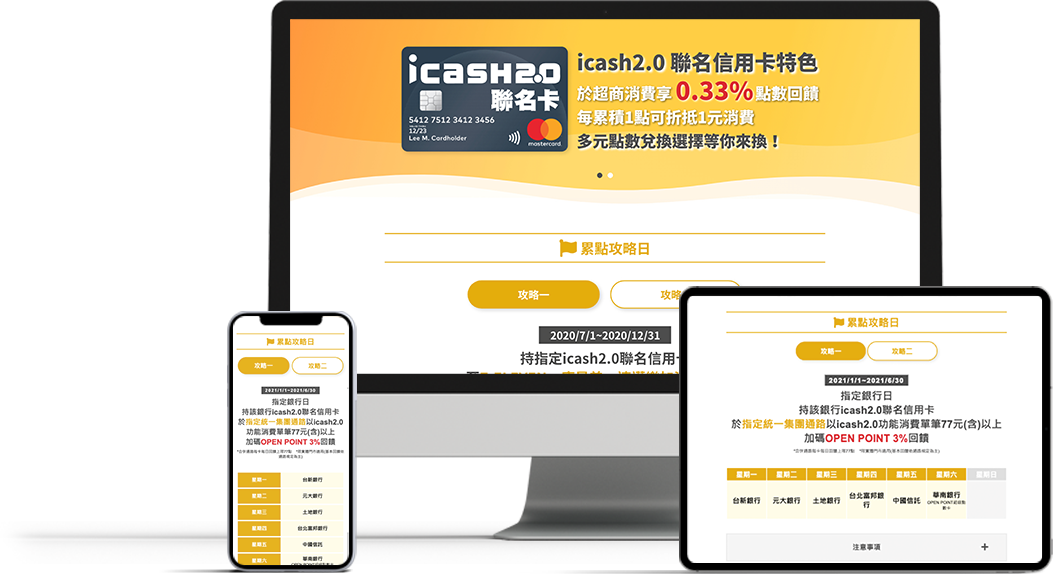 icash2.0
聯名卡
5412 7512 3412 3456
12/23
Lee M. Cardholder
mastercard
icash2.0 聯名信用卡特色
於超商消費享 0.33% 點數回饋
每累積1點可折抵1元消費
多元點數兌換選擇等你來換！
累點攻略日
攻略一
攻略
2020/7/1~2020/12/31
持指定icash2.0聯名信用
累點攻略日
攻略一 攻略二
2021/1/1~2021/6/30
指定銀行日
持該銀行icash2.0聯名信用卡
於指定統一集團通路以icash2.0
功能消費單筆77元(含)以上
加碼OPEN POINT 3%回饋
星期一 台新銀行
星期二 元大銀行
星期三 土地銀行
星期四 台北富邦銀行
星期五 中國信託
星期六 華南銀行
累點攻略日
攻略一 攻略二
2021/1/1~2021/6/30
指定銀行日
持該銀行icash2.0聯名信用卡
於指定統一集團通路以icash2.0功能消費單筆77元(含)以上
加碼OPEN POINT 3%回饋
星期一 星期二 星期三 星期四 星期五 星期六 星期日
台新銀行 元大銀行 土地銀行 台北富邦銀行 中國信託 華南銀行
注意事項 +